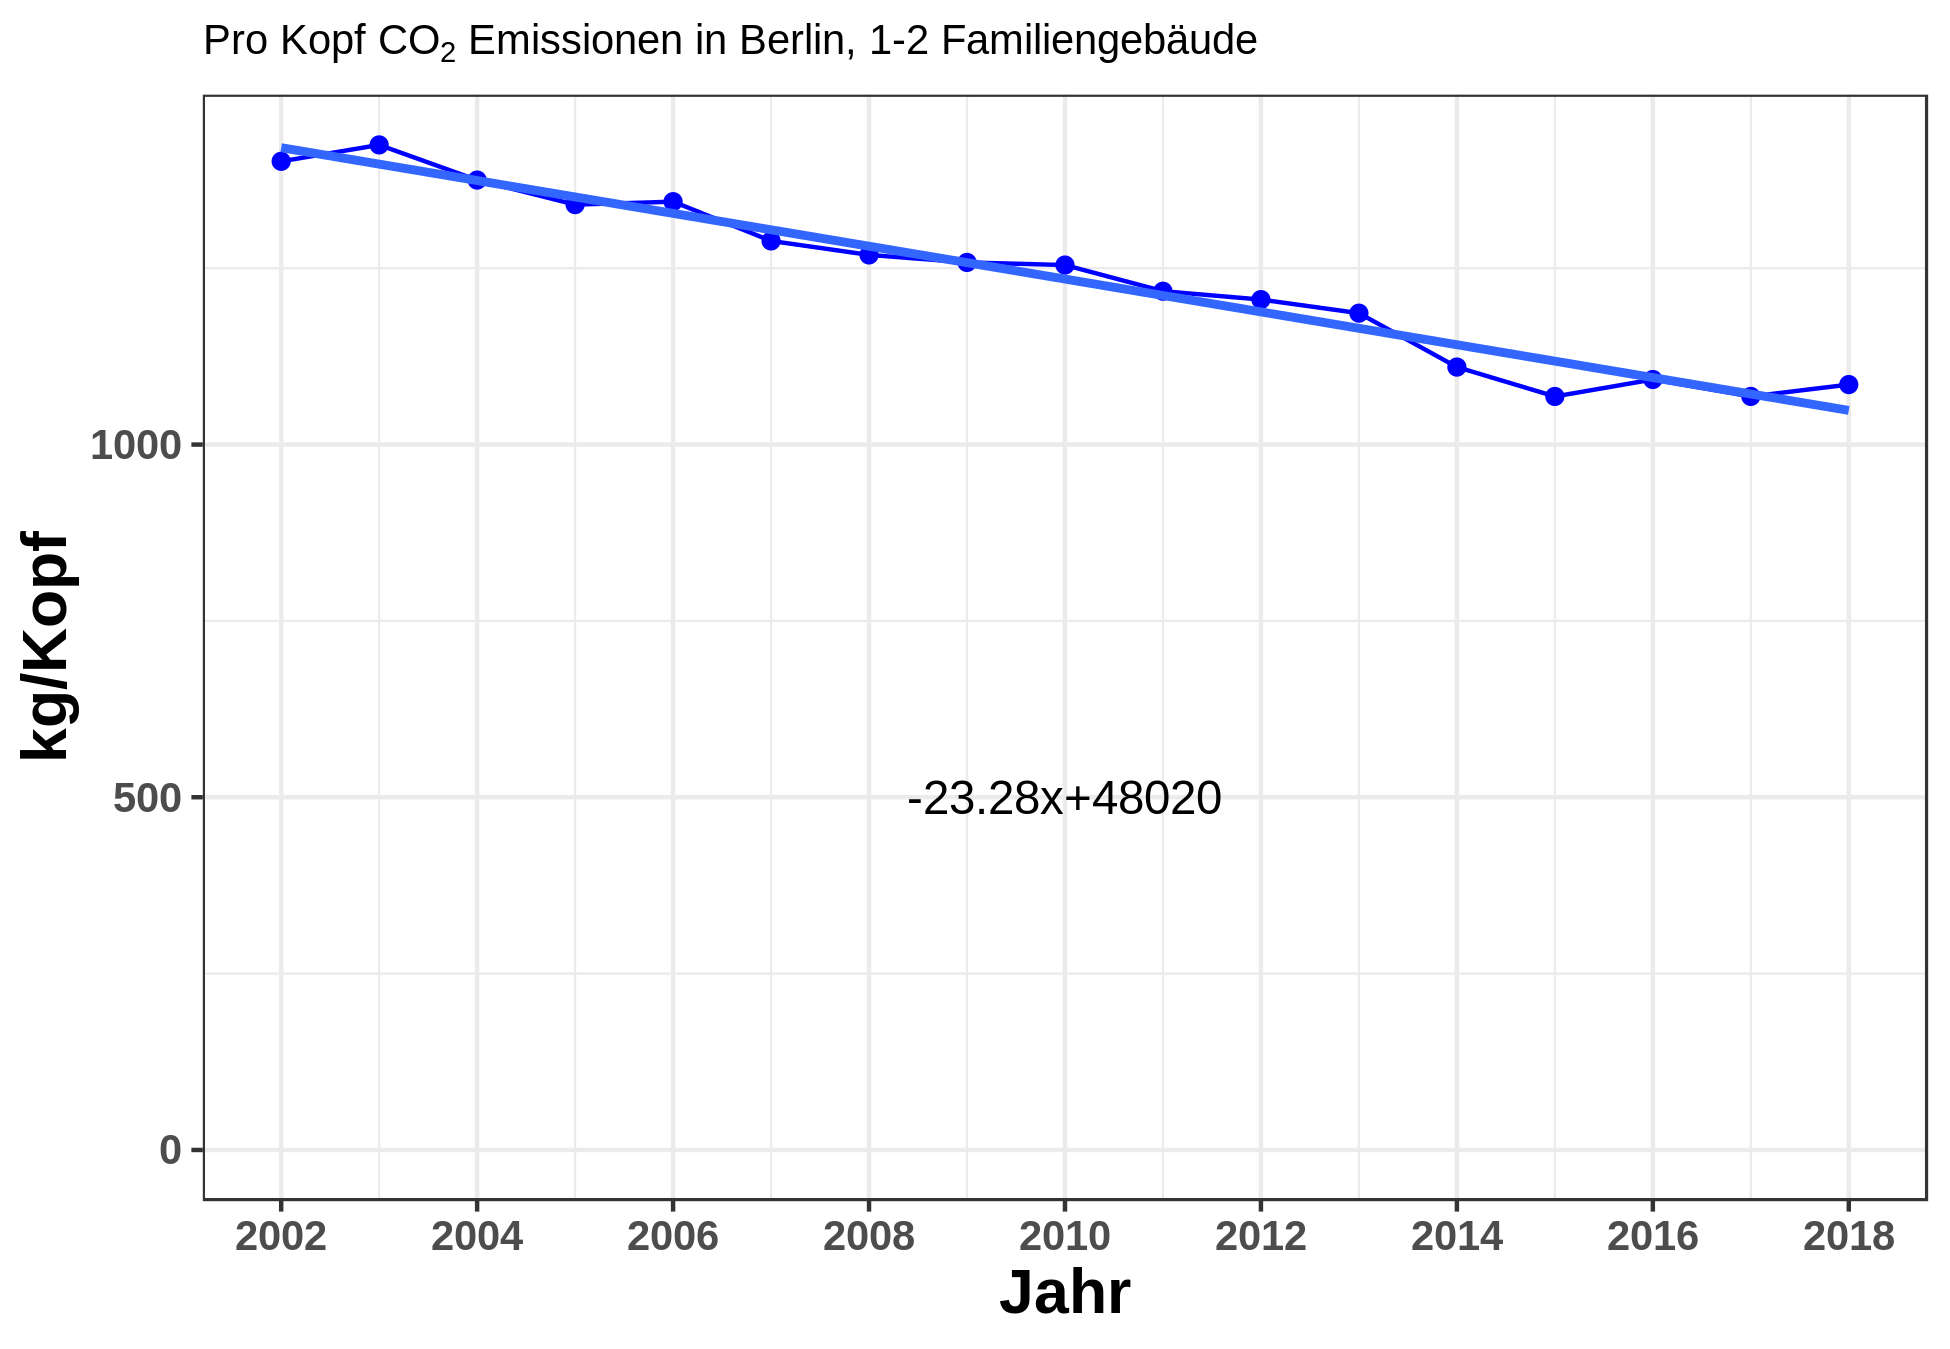 Pro Kopf CO₂ Emissionen in Berlin, 1-2 Familiengebäude
kg/Kopf
1000
500
0
-23.28x+48020
2002 2004 2006 2008 2010 2012 2014 2016 2018
Jahr